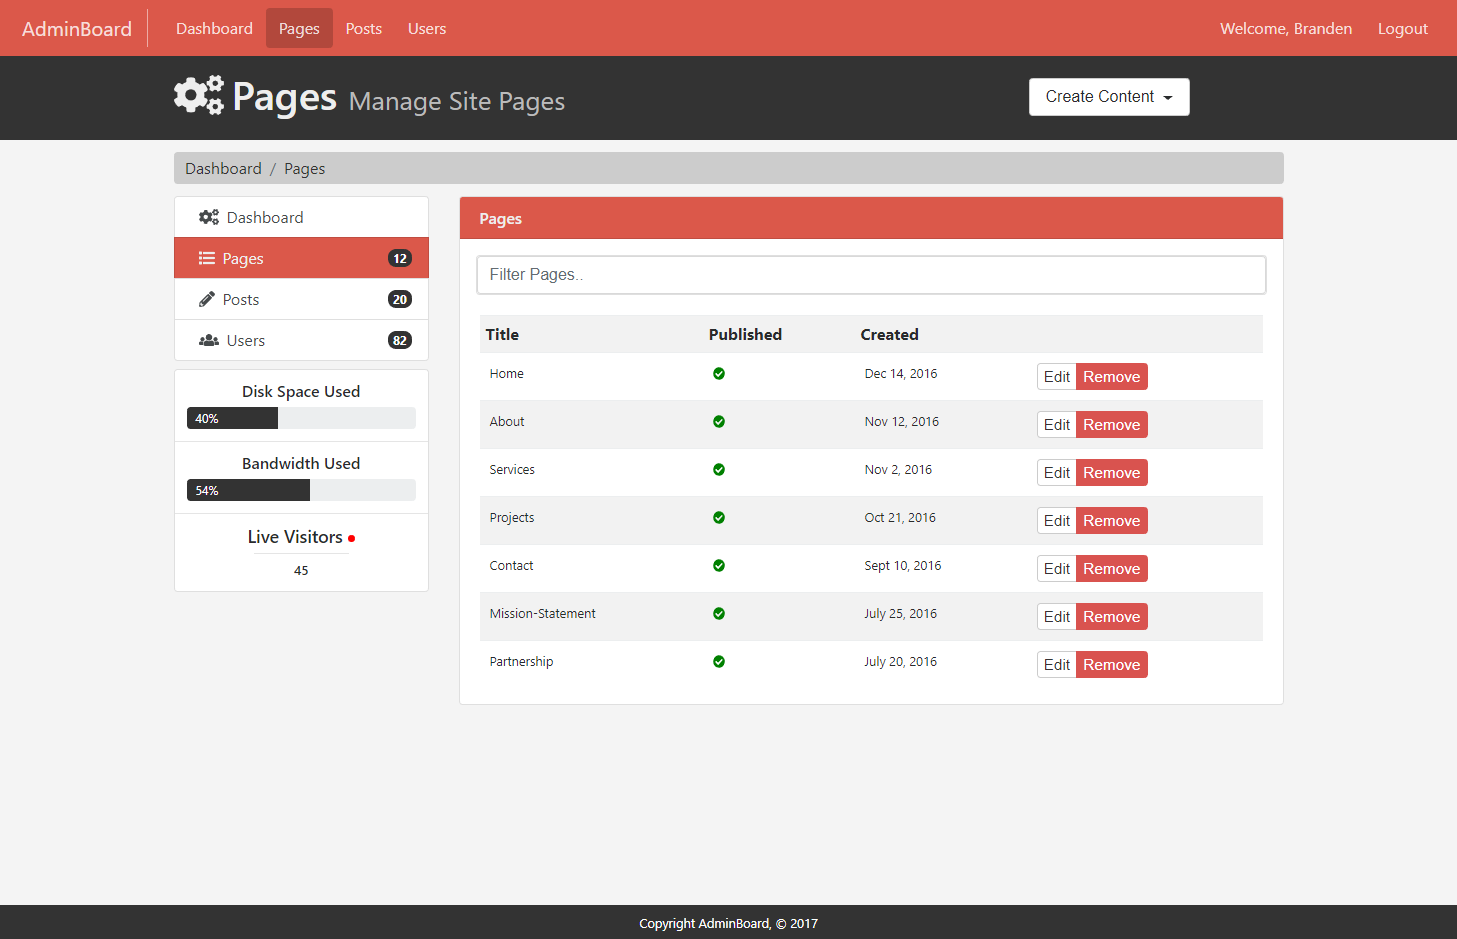 AdminBoard Dashboard Pages Posts Users Welcome, Branden Logout
Pages Manage Site Pages Create Content
Dashboard / Pages
Dashboard
Pages 12
Posts 20
Users 82
Disk Space Used
40%
Bandwidth Used
54%
Live Visitors
45
Pages
Filter Pages..
Title Published Created
Home Dec 14, 2016 Edit Remove
About Nov 12, 2016 Edit Remove
Services Nov 2, 2016 Edit Remove
Projects Oct 21, 2016 Edit Remove
Contact Sept 10, 2016 Edit Remove
Mission-Statement July 25, 2016 Edit Remove
Partnership July 20, 2016 Edit Remove
Copyright AdminBoard, © 2017